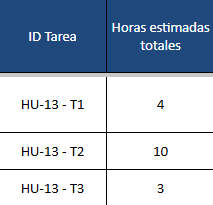 ID Tarea
Horas estimadas
totales
HU-13 - T1
4
HU-13 - T2
10
HU-13 - T3
3